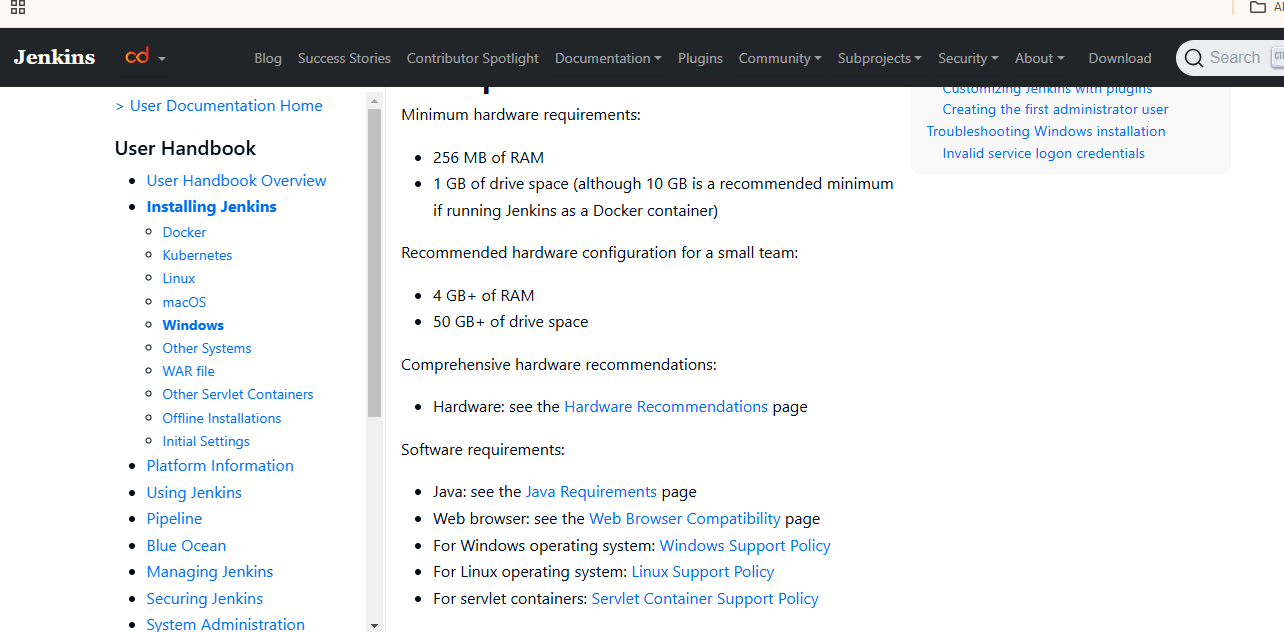 Jenkins
cd
Blog
Success Stories
Contributor Spotlight
Documentation
Plugins
Community
Subprojects
Security
About
Download
Search
> User Documentation Home
User Handbook
User Handbook Overview
Installing Jenkins
Docker
Kubernetes
Linux
macOS
Windows
Other Systems
WAR file
Other Servlet Containers
Offline Installations
Initial Settings
Platform Information
Using Jenkins
Pipeline
Blue Ocean
Managing Jenkins
Securing Jenkins
System Administration
Minimum hardware requirements:
256 MB of RAM
1 GB of drive space (although 10 GB is a recommended minimum
if running Jenkins as a Docker container)
Recommended hardware configuration for a small team:
4 GB+ of RAM
50 GB+ of drive space
Comprehensive hardware recommendations:
Hardware: see the Hardware Recommendations page
Software requirements:
Java: see the Java Requirements page
Web browser: see the Web Browser Compatibility page
For Windows operating system: Windows Support Policy
For Linux operating system: Linux Support Policy
For servlet containers: Servlet Container Support Policy
Customizing Jenkins with plugins
Creating the first administrator user
Troubleshooting Windows installation
Invalid service logon credentials